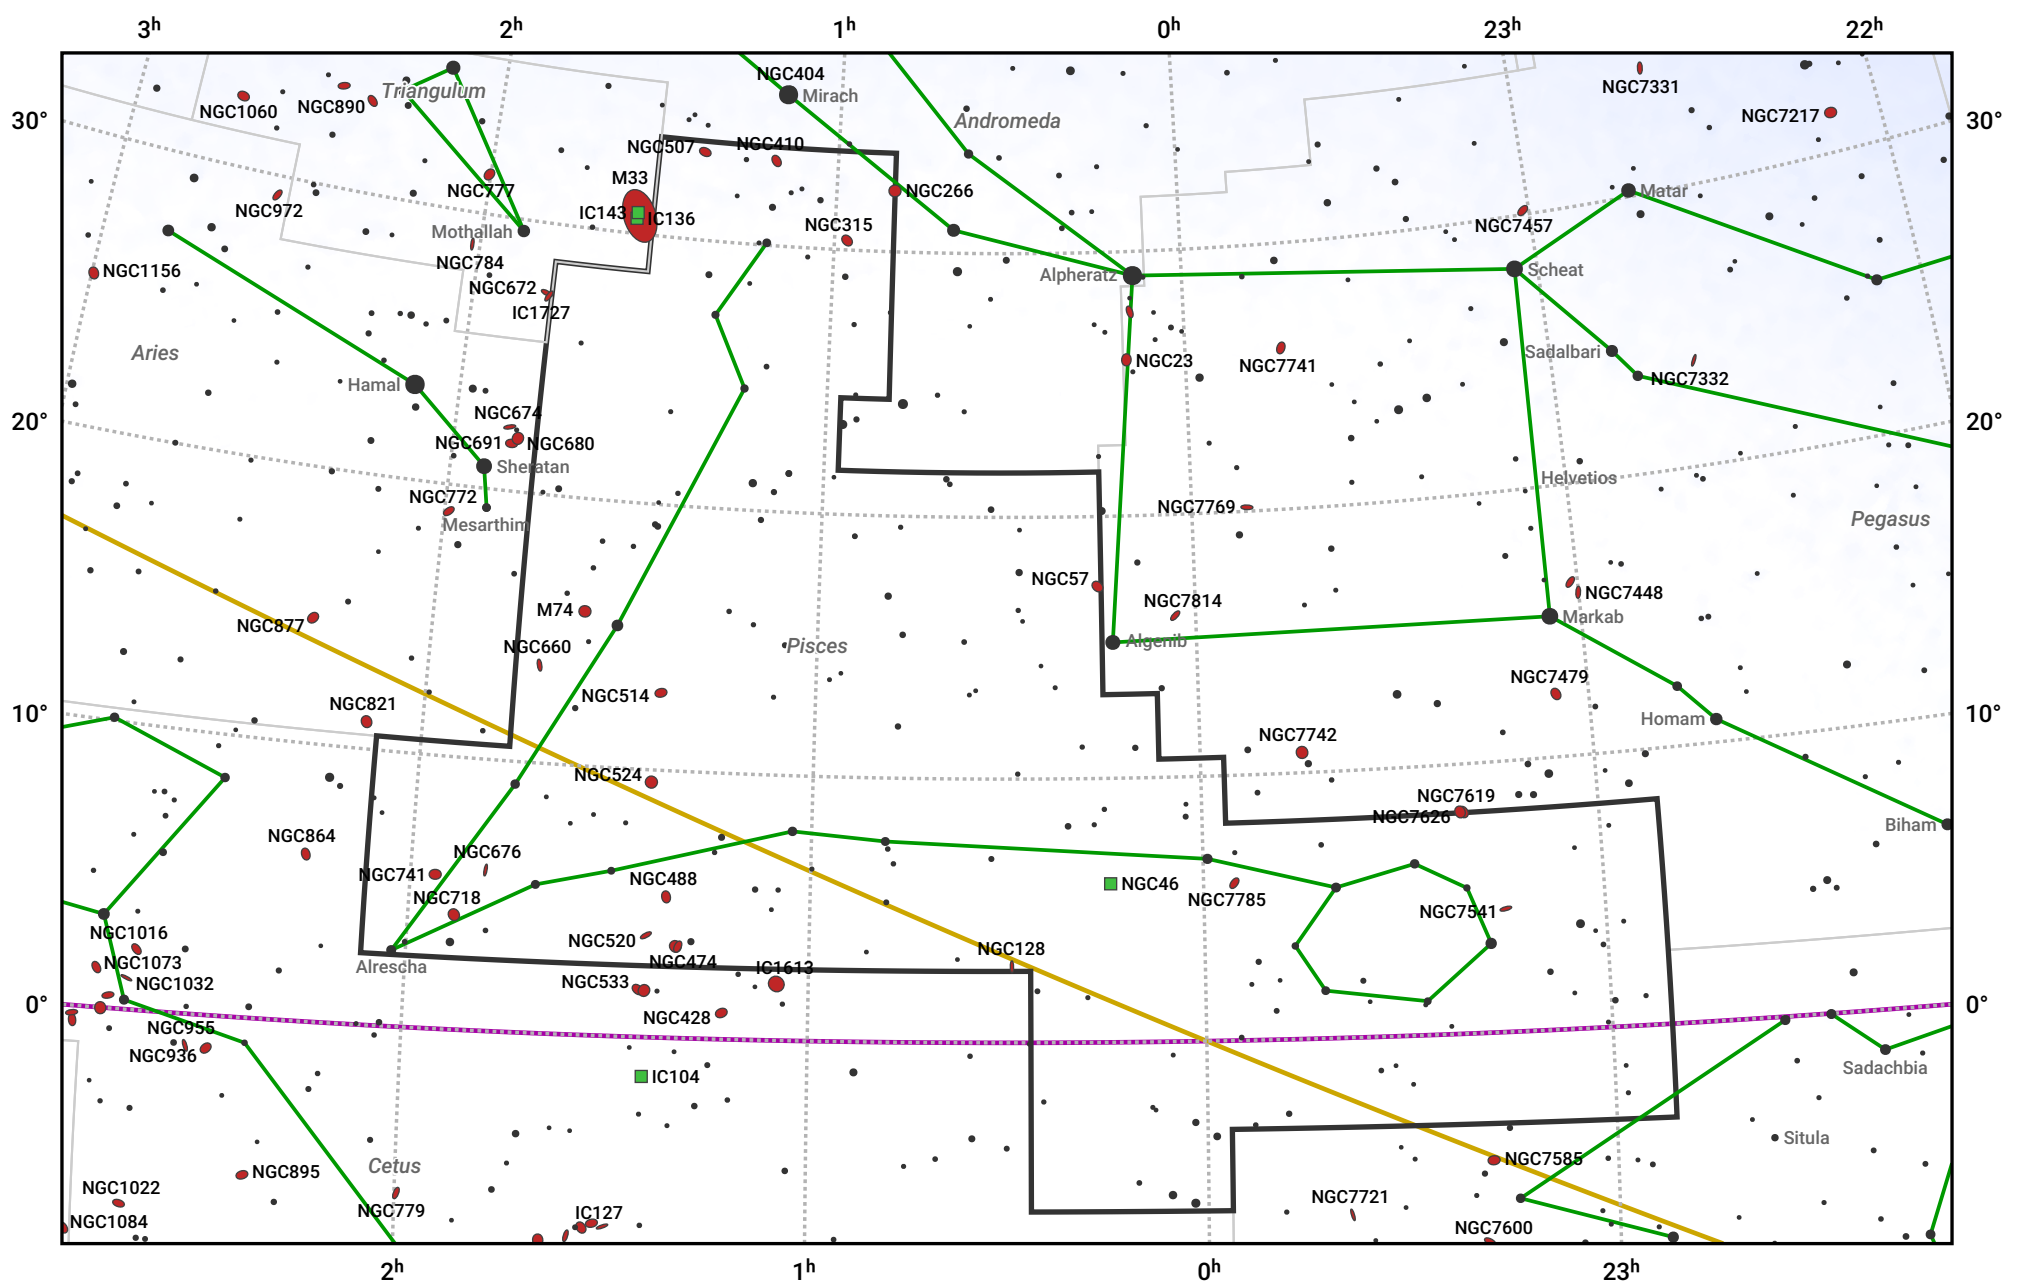 3h 2h 1h 0h 23h 22h
NGC404
Mirach
Triangulum
NGC1060 NGC890
Andromeda
NGC7331
NGC7217
30° 30°
NGC507 NGC410
M33
NGC777
NGC266
Matar
NGC972
IC143 IC136
NGC315
NGC7457
Mothallah
NGC784
NGC1156
Alpheratz
Scheat
NGC672
IC1727
Aries
NGC23
NGC7741
Sadalbari
NGC7332
Hamal
NGC674
20° 20°
NGC691 NGC680
Sheratan
Helvetios
NGC772
Mesarthim
NGC7769
Pegasus
NGC57
NGC7448
NGC7814
M74
Markab
NGC877
Algenib
NGC660
Pisces
NGC514
NGC7479
NGC821
10° 10°
Homam
NGC7742
NGC524
NGC7619
NGC7626
Biham
NGC864
NGC676
NGC741
NGC488
NGC46
NGC718
NGC7785
NGC7541
NGC1016
NGC520
NGC128
NGC1073
NGC474
Alrescha
IC1613
NGC1032
NGC533
0° 0°
NGC428
NGC955
NGC936
Sadachbia
IC104
Situla
Cetus
NGC895
NGC7585
NGC1022
NGC779
NGC7721
NGC1084
IC127
NGC7600
2h 1h 0h 23h